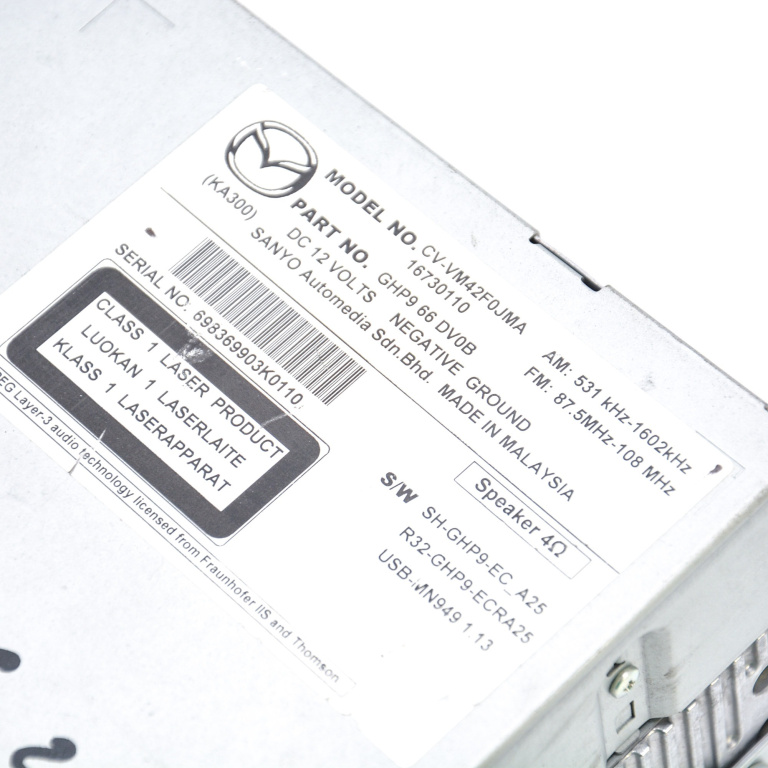 MODEL NO. CV-VM42F0JMA
16730110
PART NO. GHP9 66 DV0B
(KA300) DC 12 VOLTS NEGATIVE GROUND
SANYO Automedia Sdn.Bhd. MADE IN MALAYSIA
AM: 531 kHz-1602kHz
FM: 87.5MHz-108 MHz
SERIAL NO. 698369903K0110
CLASS 1 LASER PRODUCT
LUOKAN 1 LASERLAITE
KLASS 1 LASERAPPARAT
Speaker 4Ω
S/W SH-GHP9-EC_A25
R32-GHP9-ECRA25
USB-MN949 1.13
Layer-3 audio technology licensed from Fraunhofer IIS and Thomson